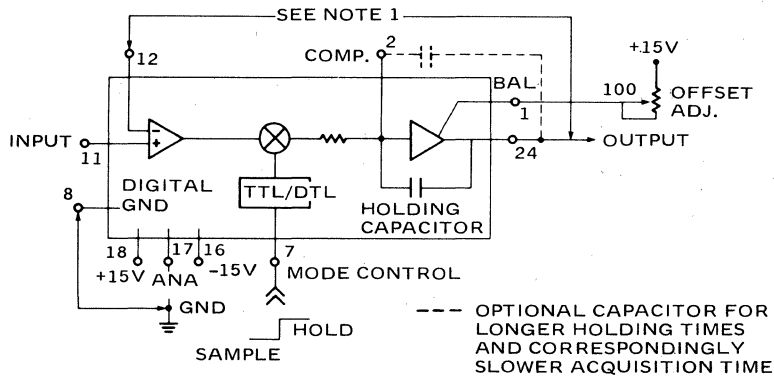 SEE NOTE 1
12
COMP.
2
+15V
BAL
1
100
OFFSET
ADJ.
INPUT
11
24
OUTPUT
8
DIGITAL
GND
TTL/DTL
HOLDING
CAPACITOR
18
17
16
7
+15V
ANA
-15V
MODE CONTROL
GND
HOLD
SAMPLE
OPTIONAL CAPACITOR FOR
LONGER HOLDING TIMES
AND CORRESPONDINGLY
SLOWER ACQUISITION TIME